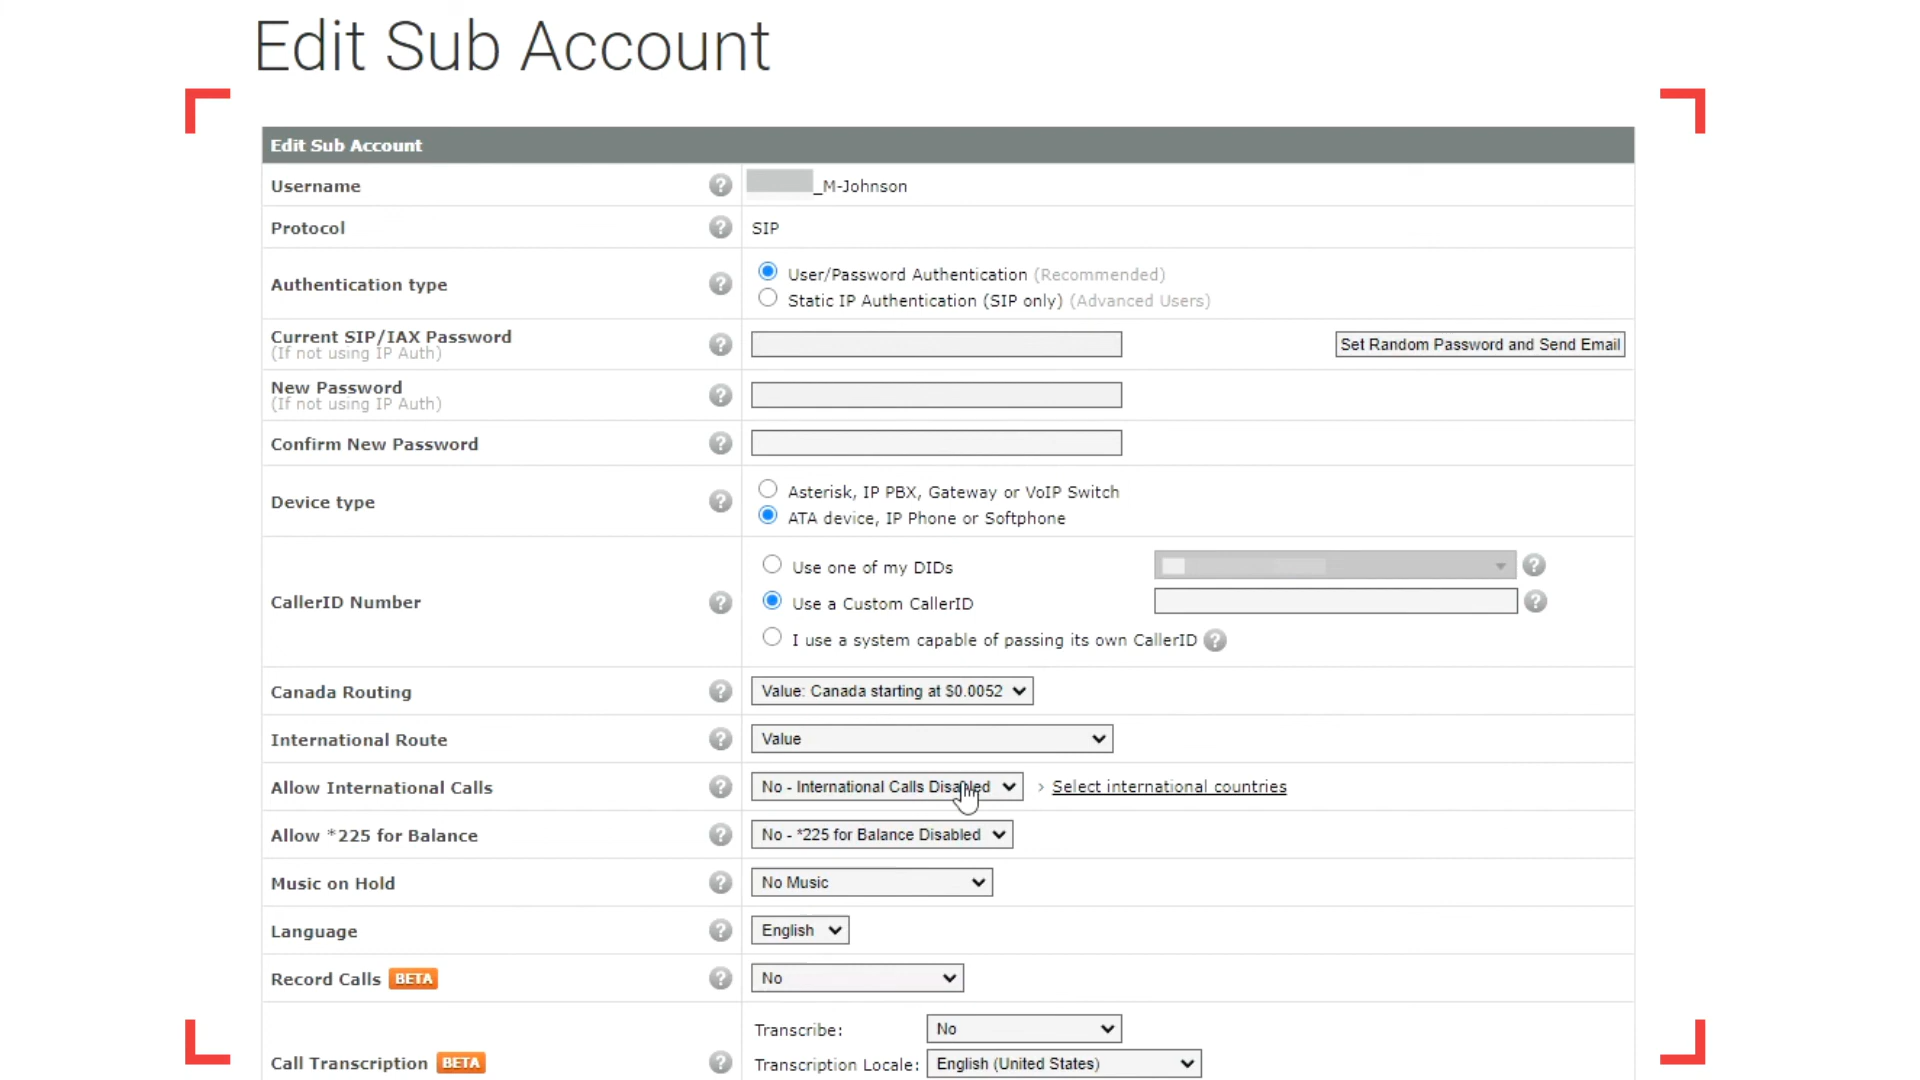 Edit Sub Account
Edit Sub Account
Username ? _M-Johnson
Protocol ? SIP
Authentication type ? User/Password Authentication (Recommended)
Static IP Authentication (SIP only) (Advanced Users)
Current SIP/IAX Password ? Set Random Password and Send Email
(If not using IP Auth)
New Password ?
(If not using IP Auth)
Confirm New Password ?
Device type ? Asterisk, IP PBX, Gateway or VoIP Switch
ATA device, IP Phone or Softphone
CallerID Number ? Use one of my DIDs ?
Use a Custom CallerID ?
I use a system capable of passing its own CallerID ?
Canada Routing ? Value: Canada starting at $0.0052
International Route ? Value
Allow International Calls ? No - International Calls Disabled › Select international countries
Allow *225 for Balance ? No - *225 for Balance Disabled
Music on Hold ? No Music
Language ? English
Record Calls BETA ? No
Call Transcription BETA ? Transcribe: No
Transcription Locale: English (United States)